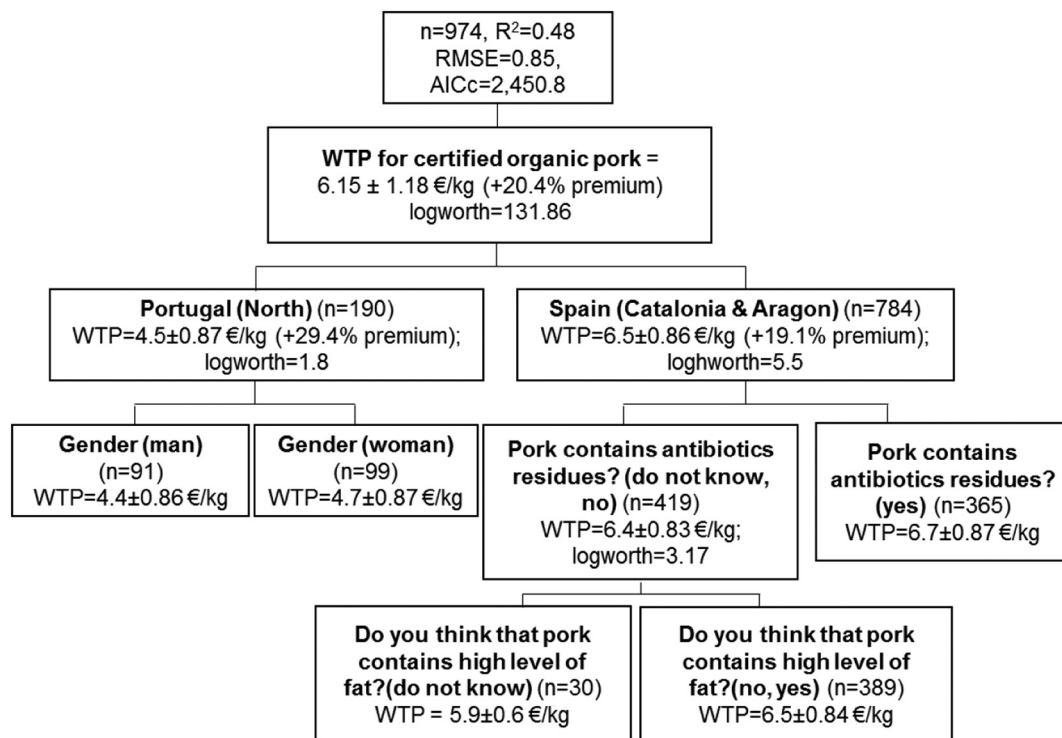 n=974, R²=0.48
RMSE=0.85,
AICc=2,450.8
WTP for certified organic pork =
6.15 ± 1.18 €/kg (+20.4% premium)
logworth=131.86
Portugal (North) (n=190)
WTP=4.5±0.87 €/kg (+29.4% premium);
logworth=1.8
Spain (Catalonia & Aragon) (n=784)
WTP=6.5±0.86 €/kg (+19.1% premium);
loghworth=5.5
Gender (man)
(n=91)
WTP=4.4±0.86 €/kg
Gender (woman)
(n=99)
WTP=4.7±0.87 €/kg
Pork contains antibiotics
residues? (do not know,
no) (n=419)
WTP=6.4±0.83 €/kg;
logworth=3.17
Pork contains
antibiotics residues?
(yes) (n=365)
WTP=6.7±0.87 €/kg
Do you think that pork
contains high level of
fat?(do not know) (n=30)
WTP = 5.9±0.6 €/kg
Do you think that pork
contains high level of
fat?(no, yes) (n=389)
WTP=6.5±0.84 €/kg